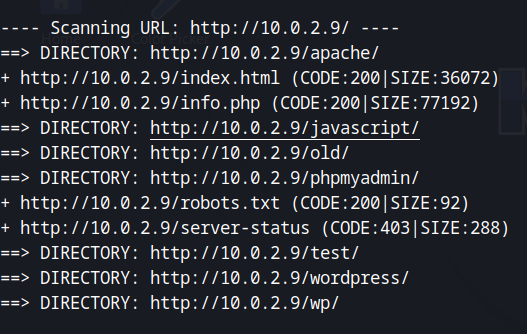 ---- Scanning URL: http://10.0.2.9/ ----
==> DIRECTORY: http://10.0.2.9/apache/
+ http://10.0.2.9/index.html (CODE:200|SIZE:36072)
+ http://10.0.2.9/info.php (CODE:200|SIZE:77192)
==> DIRECTORY: http://10.0.2.9/javascript/
==> DIRECTORY: http://10.0.2.9/old/
==> DIRECTORY: http://10.0.2.9/phpmyadmin/
+ http://10.0.2.9/robots.txt (CODE:200|SIZE:92)
+ http://10.0.2.9/server-status (CODE:403|SIZE:288)
==> DIRECTORY: http://10.0.2.9/test/
==> DIRECTORY: http://10.0.2.9/wordpress/
==> DIRECTORY: http://10.0.2.9/wp/